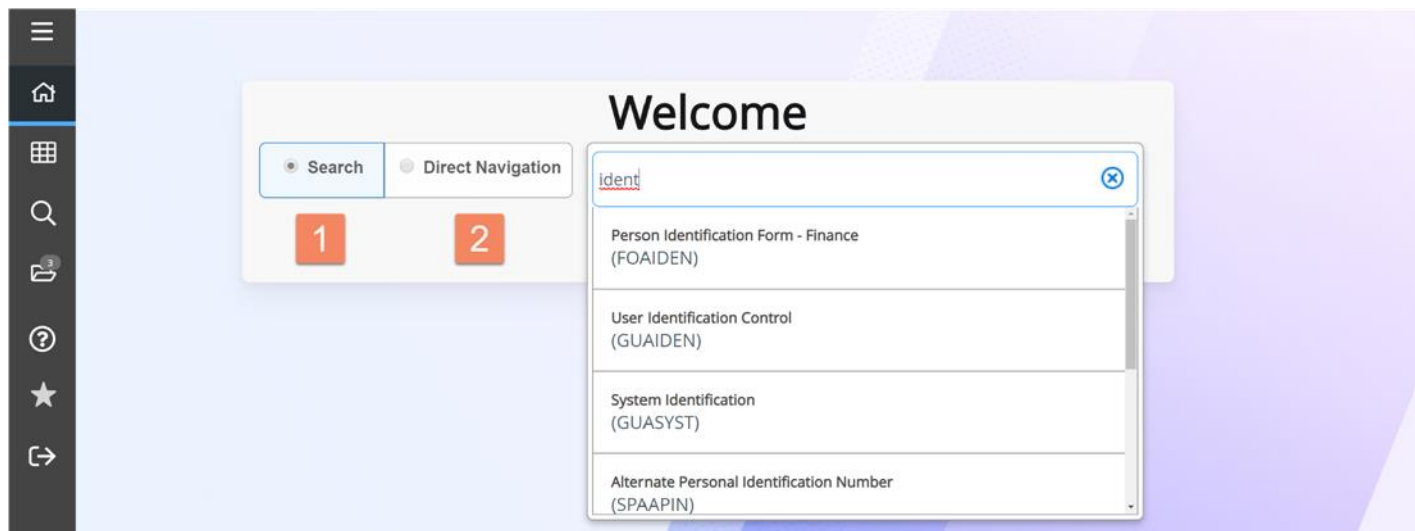 Welcome
Search
Direct Navigation
ident
1
2
Person Identification Form - Finance
(FOAIDEN)
3
User Identification Control
(GUAIDEN)
System Identification
(GUASYST)
Alternate Personal Identification Number
(SPAAPIN)